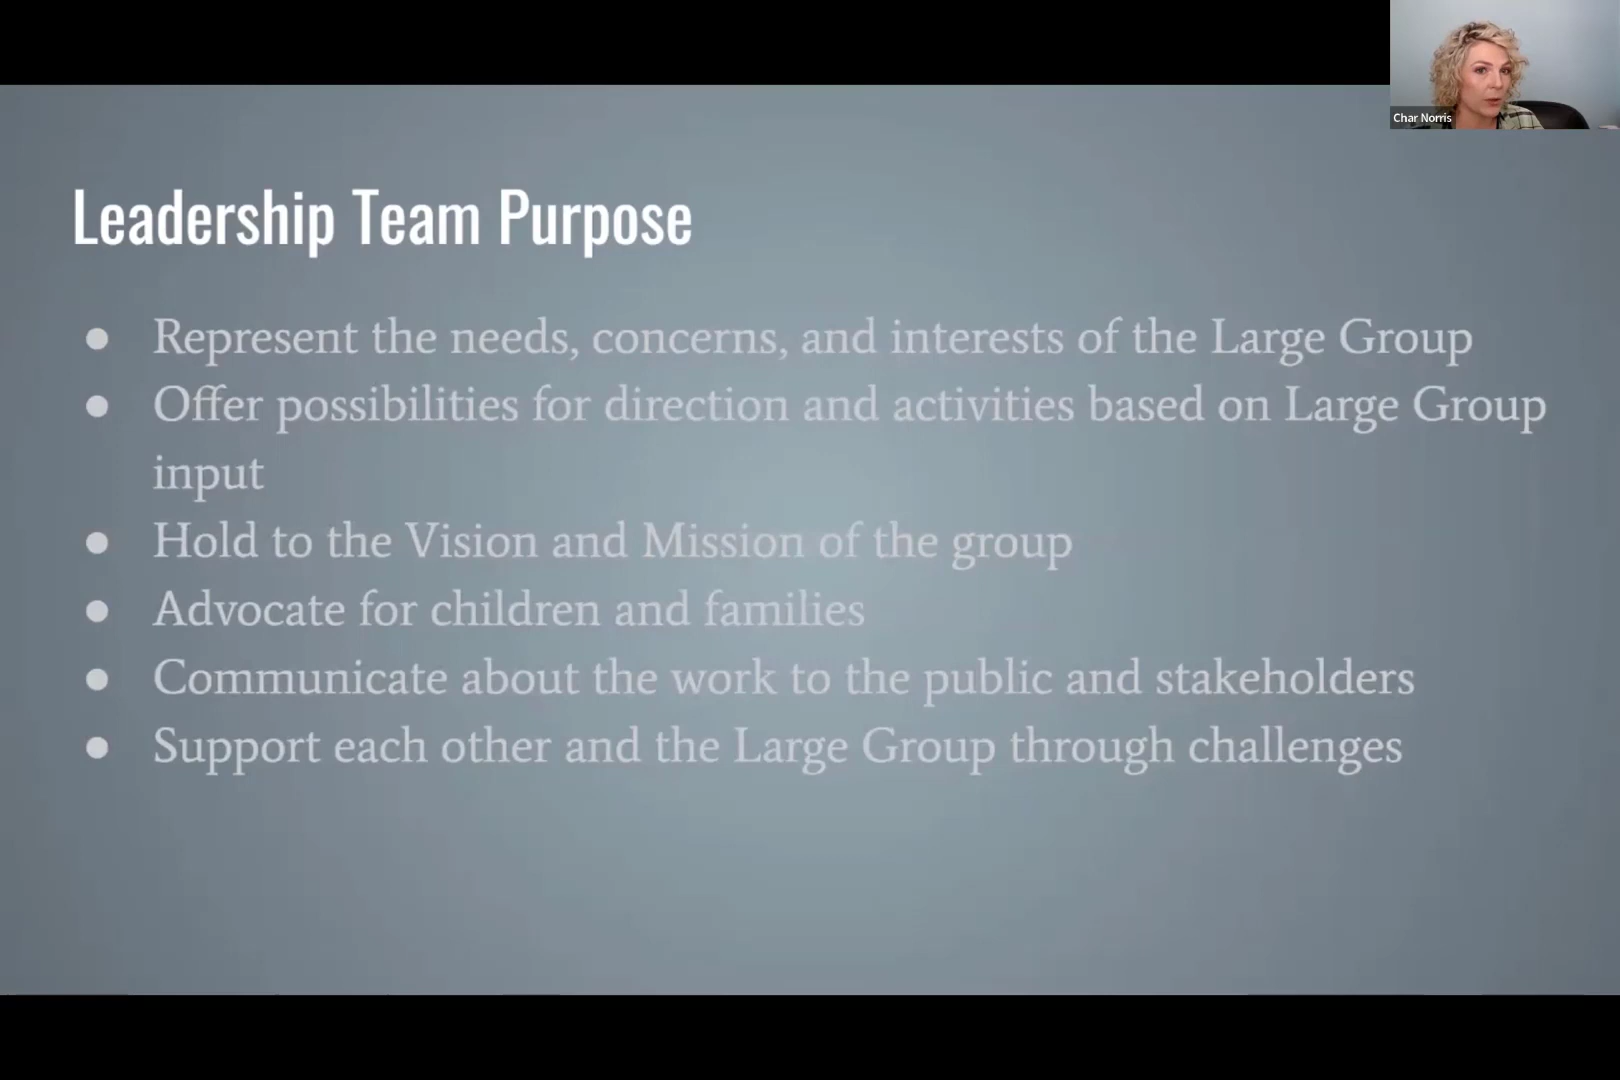 Char Norris
Leadership Team Purpose
● Represent the needs, concerns, and interests of the Large Group
● Offer possibilities for direction and activities based on Large Group
input
● Hold to the Vision and Mission of the group
● Advocate for children and families
● Communicate about the work to the public and stakeholders
● Support each other and the Large Group through challenges